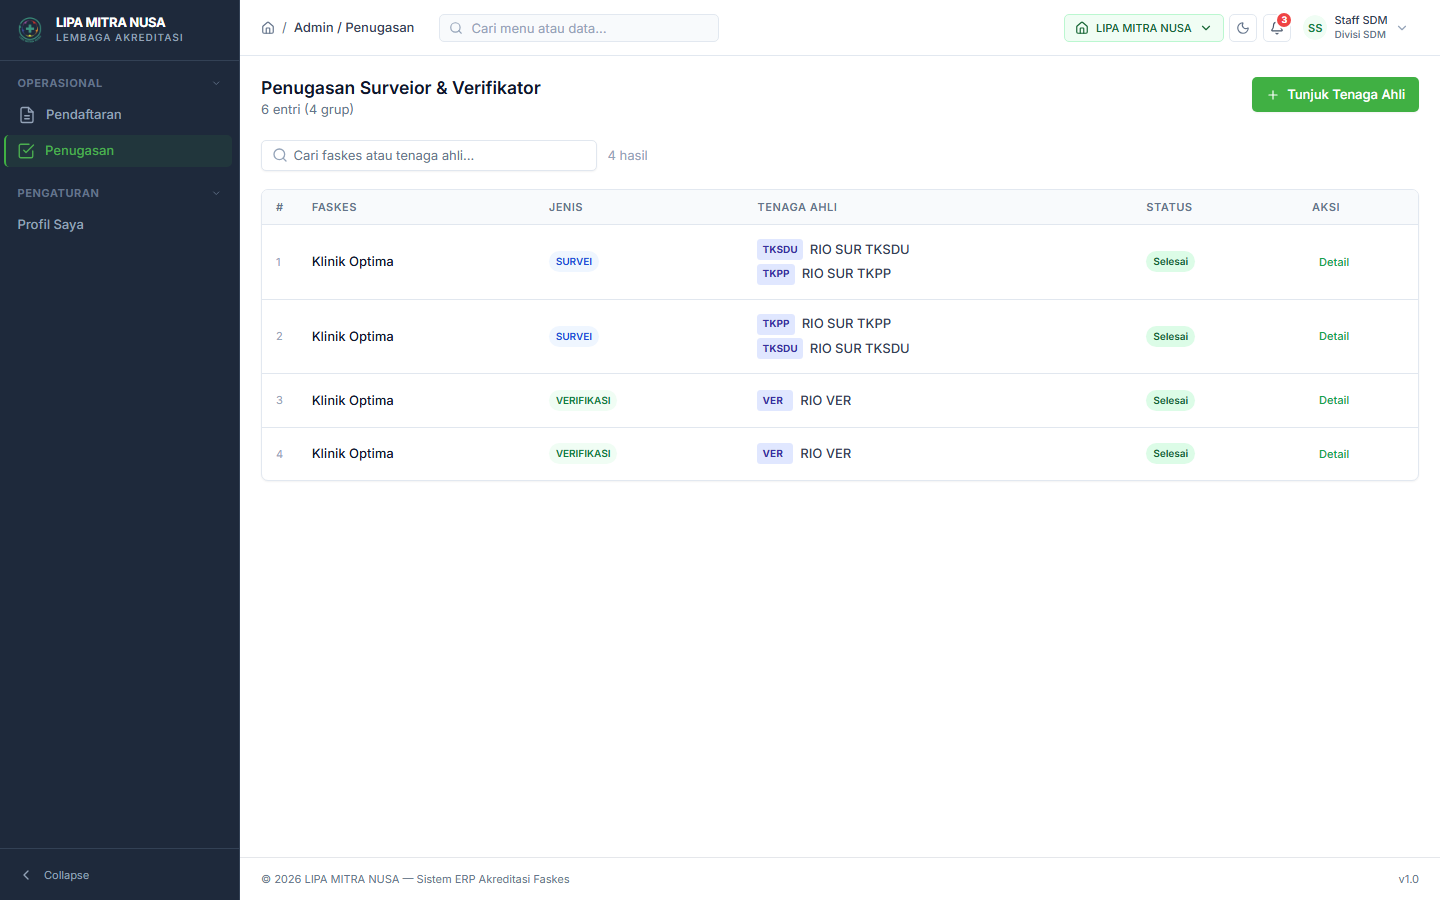 LIPA MITRA NUSA
LEMBAGA AKREDITASI
OPERASIONAL
Pendaftaran
Penugasan
PENGATURAN
Profil Saya
Collapse
/ Admin / Penugasan
Cari menu atau data...
LIPA MITRA NUSA
3
SS
Staff SDM
Divisi SDM
Penugasan Surveior & Verifikator
6 entri (4 grup)
+ Tunjuk Tenaga Ahli
Cari faskes atau tenaga ahli...
4 hasil
# FASKES JENIS TENAGA AHLI STATUS AKSI
1 Klinik Optima SURVEI TKSDU RIO SUR TKSDU Selesai Detail
TKPP RIO SUR TKPP
2 Klinik Optima SURVEI TKPP RIO SUR TKPP Selesai Detail
TKSDU RIO SUR TKSDU
3 Klinik Optima VERIFIKASI VER RIO VER Selesai Detail
4 Klinik Optima VERIFIKASI VER RIO VER Selesai Detail
© 2026 LIPA MITRA NUSA — Sistem ERP Akreditasi Faskes
v1.0